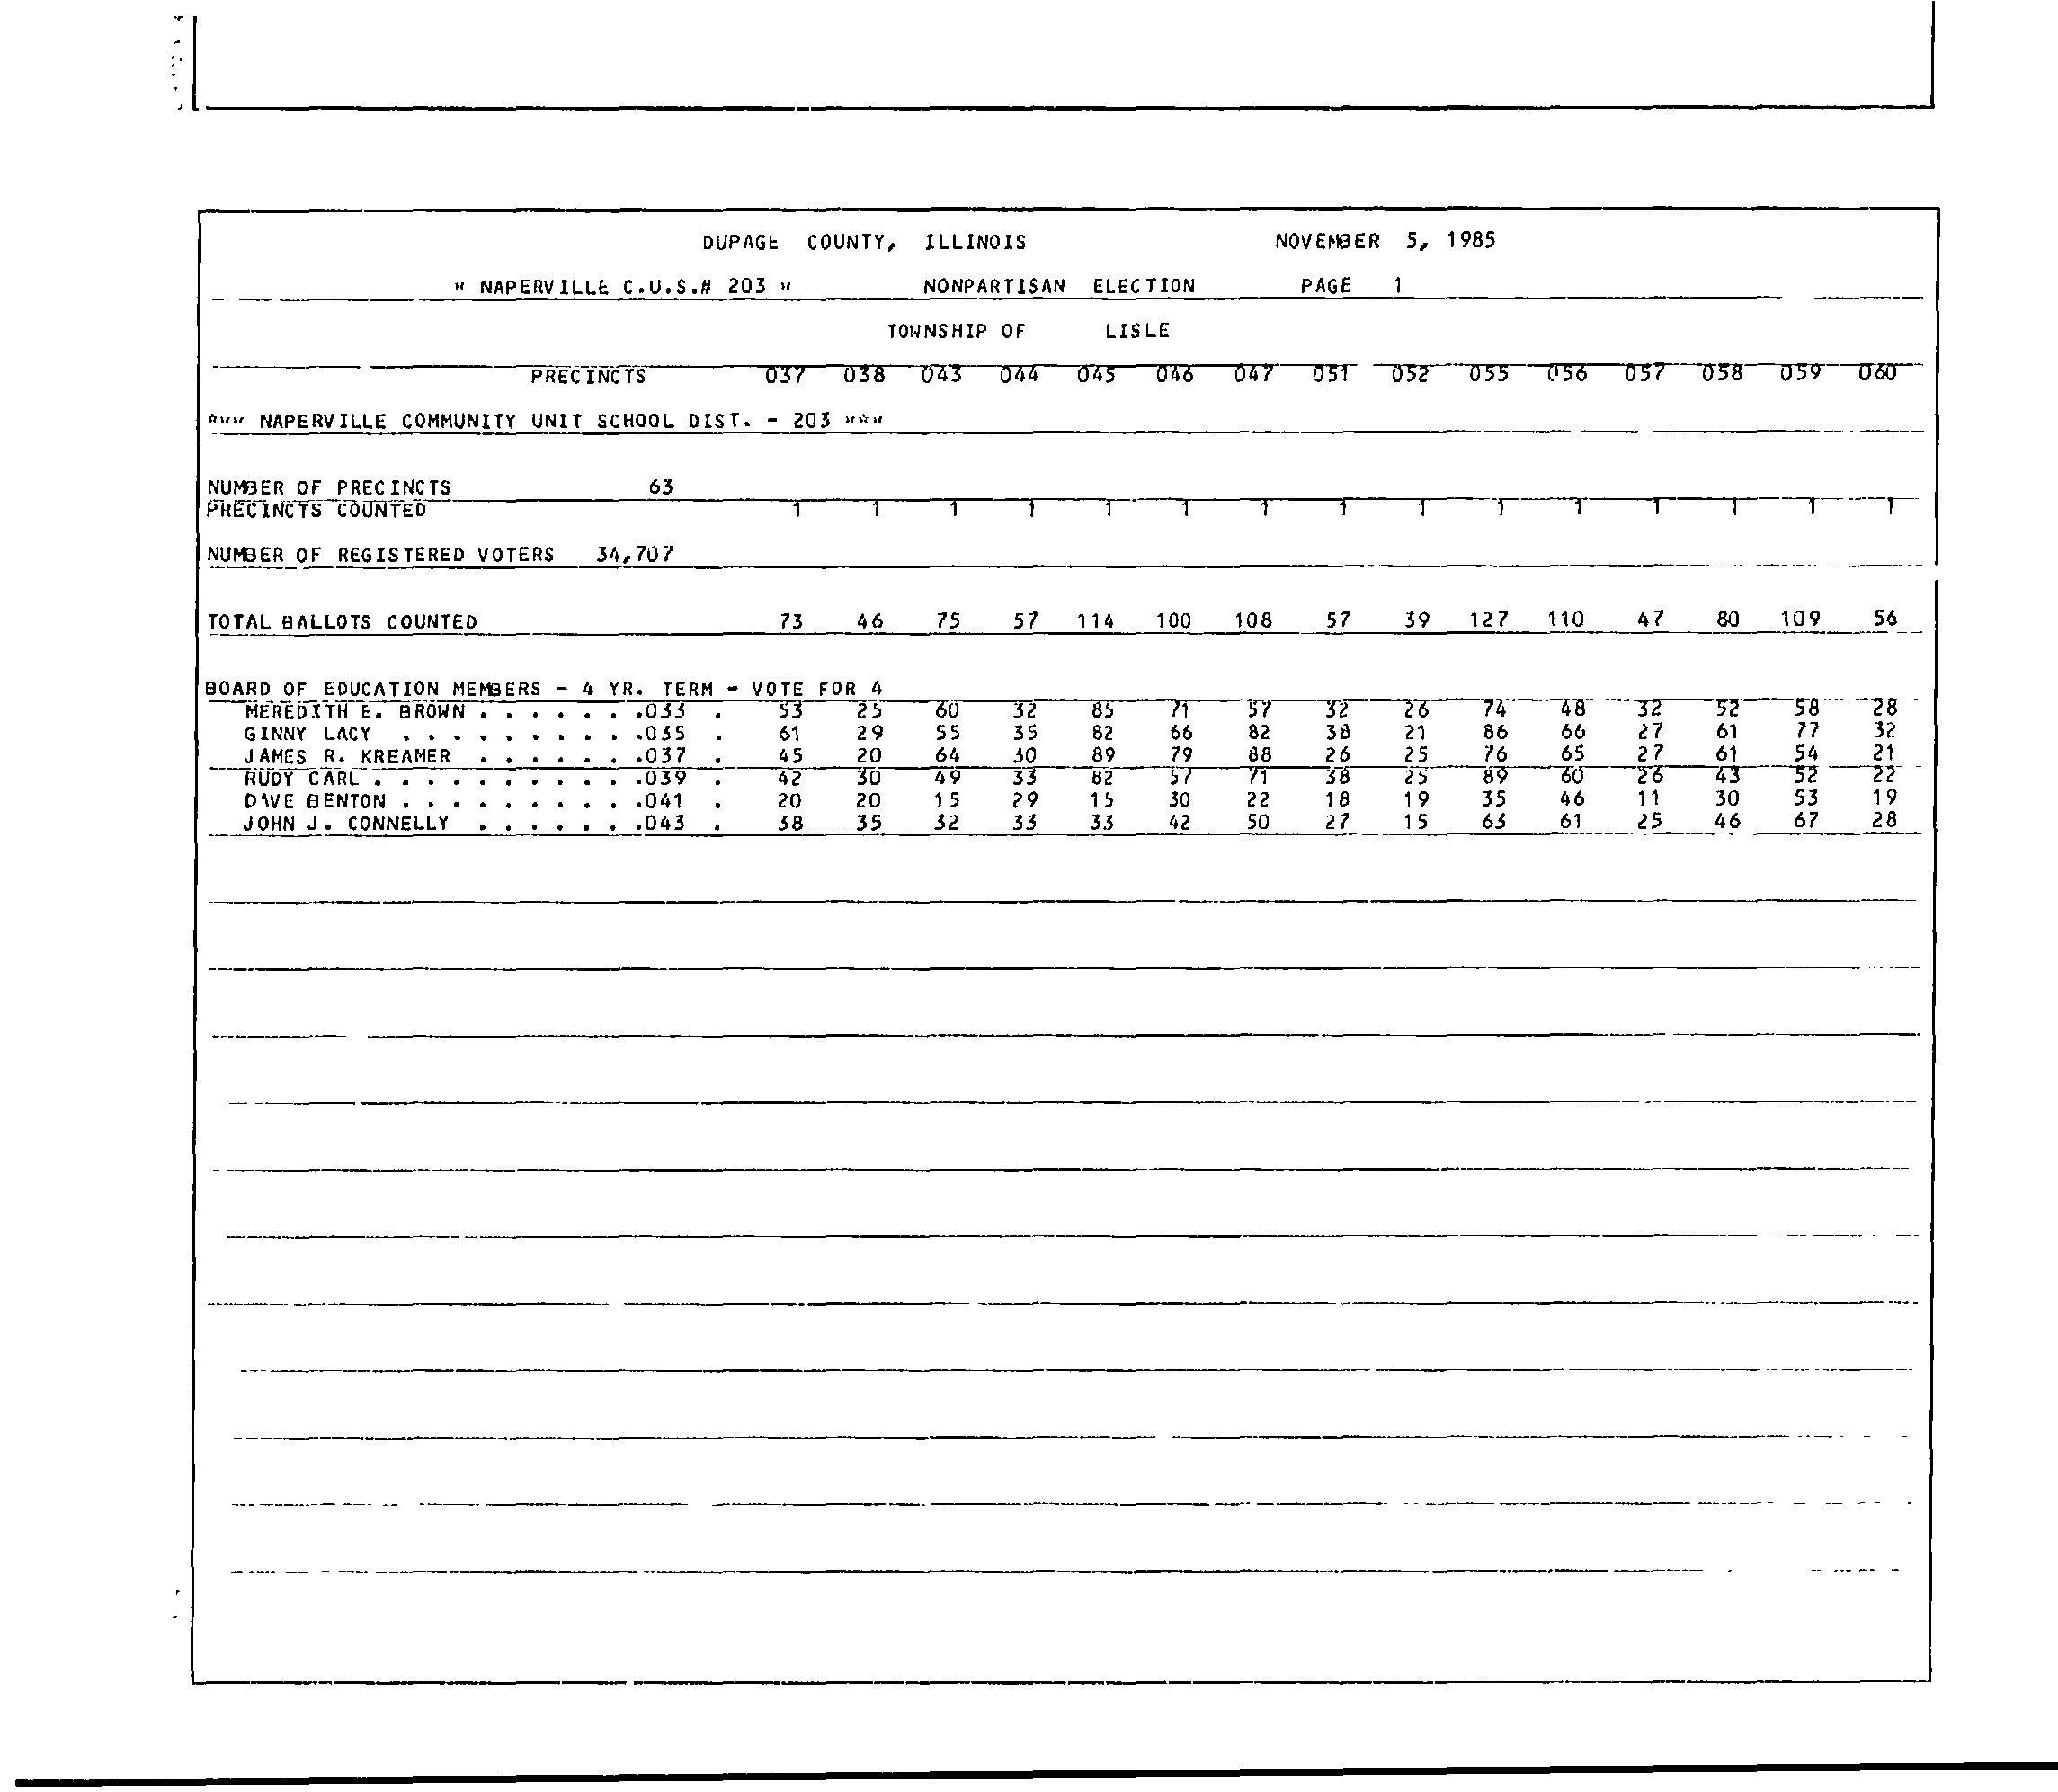 DUPAGE COUNTY, ILLINOIS NOVEMBER 5, 1985
" NAPERVILLE C.U.S.# 203 " NONPARTISAN ELECTION PAGE 1
TOWNSHIP OF LISLE
PRECINCTS 037 038 043 044 045 046 047 051 052 055 056 057 058 059 060
*** NAPERVILLE COMMUNITY UNIT SCHOOL DIST. - 203 ***
NUMBER OF PRECINCTS 63
PRECINCTS COUNTED 1 1 1 1 1 1 1 1 1 1 1 1 1 1 1
NUMBER OF REGISTERED VOTERS 34,707
TOTAL BALLOTS COUNTED 73 46 75 57 114 100 108 57 39 127 110 47 80 109 56
BOARD OF EDUCATION MEMBERS - 4 YR. TERM - VOTE FOR 4
MEREDITH E. BROWN . . . . . . .033 . 53 25 60 32 85 71 57 32 26 74 48 32 52 58 28
GINNY LACY . . . . . . . . . .035 . 61 29 55 35 82 66 82 38 21 86 66 27 61 77 32
JAMES R. KREAMER . . . . . . .037 . 45 20 64 30 89 79 88 26 25 76 65 27 61 54 21
RUDY CARL . . . . . . . . . . .039 . 42 30 49 33 82 57 71 38 25 89 60 26 43 52 22
DAVE BENTON . . . . . . . . . .041 . 20 20 15 29 15 30 22 18 19 35 46 11 30 53 19
JOHN J. CONNELLY . . . . . . .043 . 38 35 32 33 33 42 50 27 15 63 61 25 46 67 28